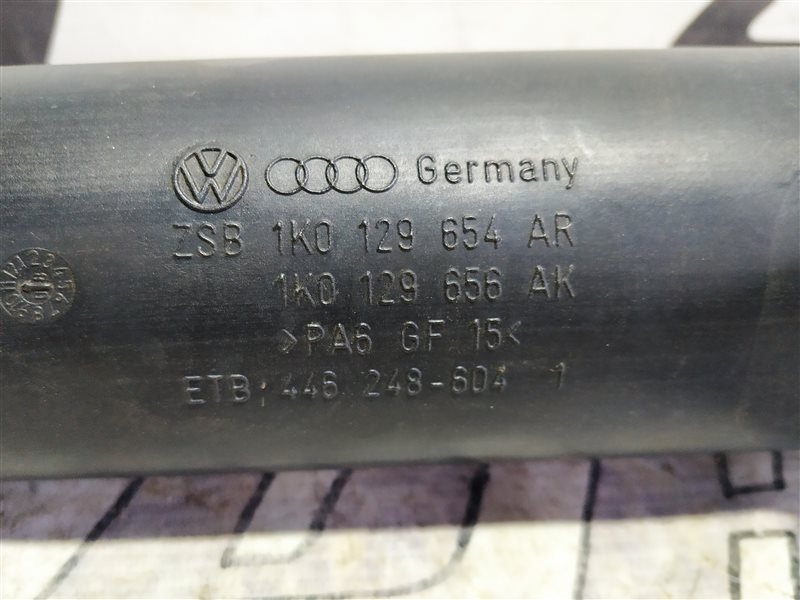 Germany
ZSB 1K0 129 654 AR
1K0 129 656 AK
>PA6 GF 15<
ETB: 446 248-604 1